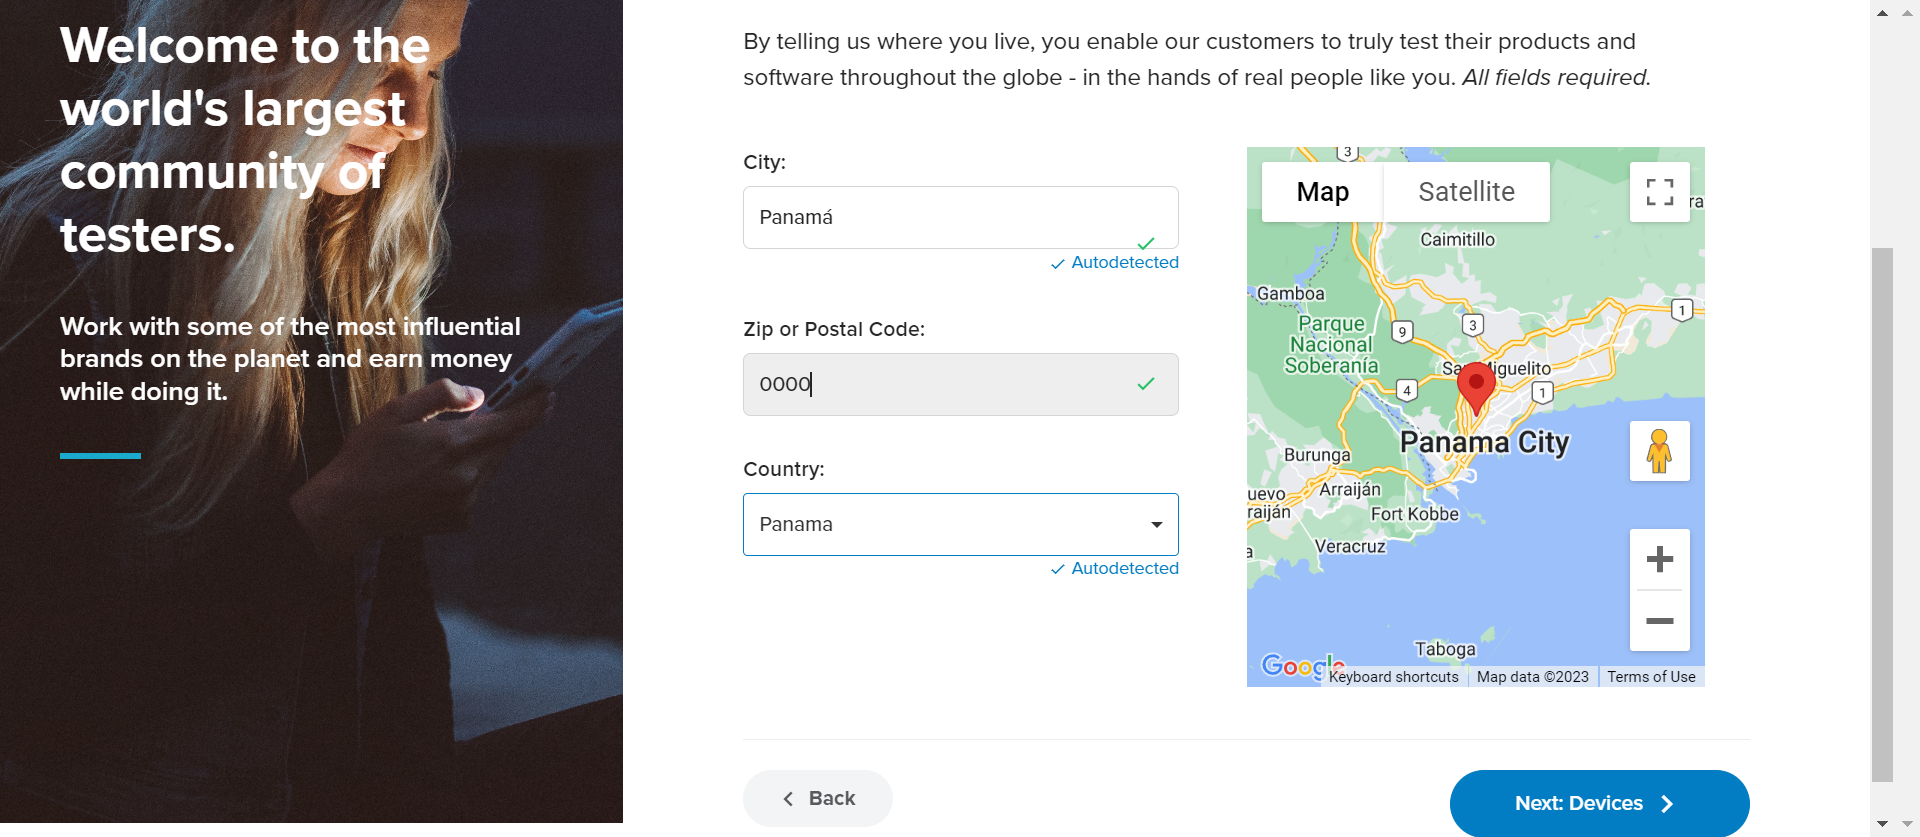 Welcome to the
world's largest
community of
testers.
Work with some of the most influential
brands on the planet and earn money
while doing it.
By telling us where you live, you enable our customers to truly test their products and
software throughout the globe - in the hands of real people like you. All fields required.
City:
Panamá
Autodetected
Zip or Postal Code:
0000
Country:
Panama
Autodetected
Map
Satellite
3
Caimitillo
Gamboa
1
Parque
Nacional
Soberanía
9
3
4
1
Panama City
Burunga
Arraiján
Fort Kobbe
Veracruz
Taboga
Google
Keyboard shortcuts
Map data ©2023
Terms of Use
Back
Next: Devices